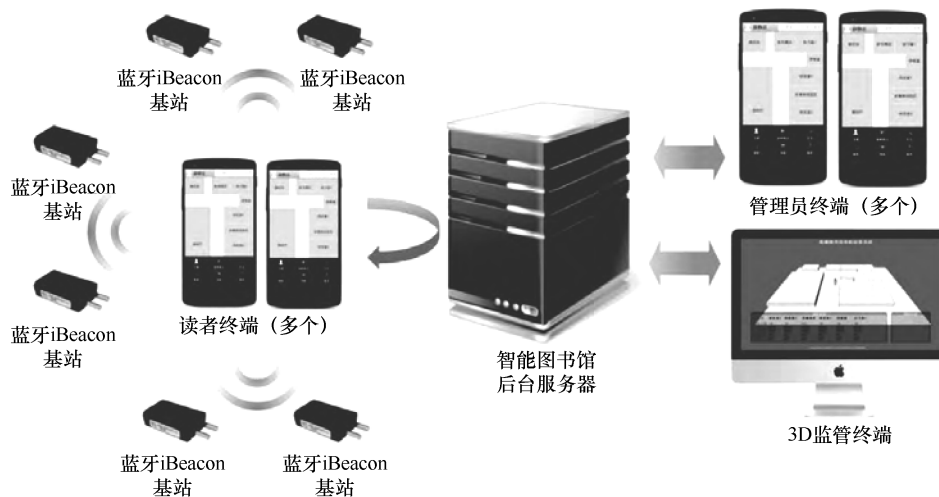 蓝牙iBeacon
基站
蓝牙iBeacon
基站
蓝牙iBeacon
基站
蓝牙iBeacon
基站
读者终端（多个）
蓝牙iBeacon
基站
蓝牙iBeacon
基站
智能图书馆
后台服务器
管理员终端（多个）
3D监管终端